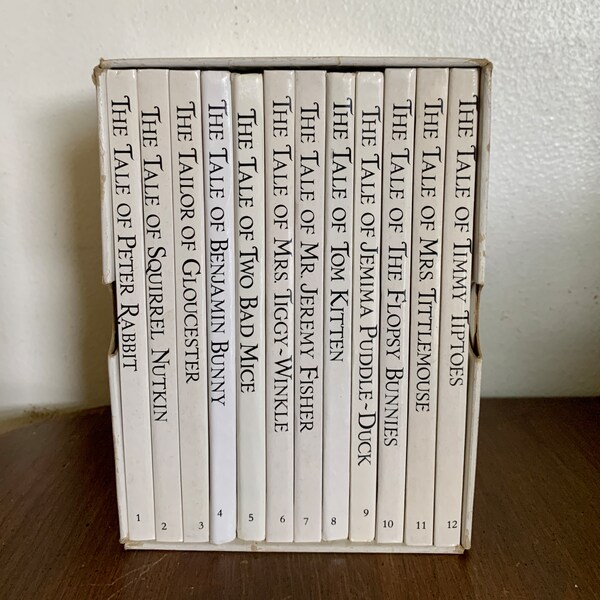 The Tale of Peter Rabbit
1
The Tale of Squirrel Nutkin
2
The Tailor of Gloucester
3
The Tale of Benjamin Bunny
4
The Tale of Two Bad Mice
5
The Tale of Mrs. Tiggy-Winkle
6
The Tale of Mr. Jeremy Fisher
7
The Tale of Tom Kitten
8
The Tale of Jemima Puddle-Duck
9
The Tale of The Flopsy Bunnies
10
The Tale of Mrs. Tittlemouse
11
The Tale of Timmy Tiptoes
12